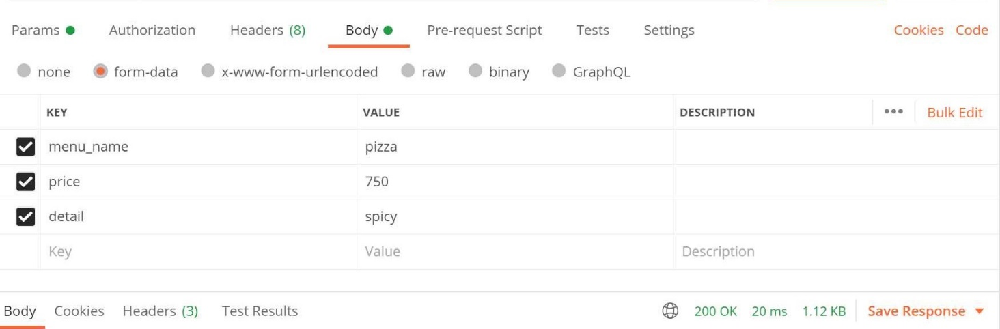 Params Authorization Headers (8) Body Pre-request Script Tests Settings Cookies Code
none form-data x-www-form-urlencoded raw binary GraphQL
KEY VALUE DESCRIPTION ••• Bulk Edit
menu_name pizza
price 750
detail spicy
Key Value Description
Body Cookies Headers (3) Test Results 200 OK 20 ms 1.12 KB Save Response